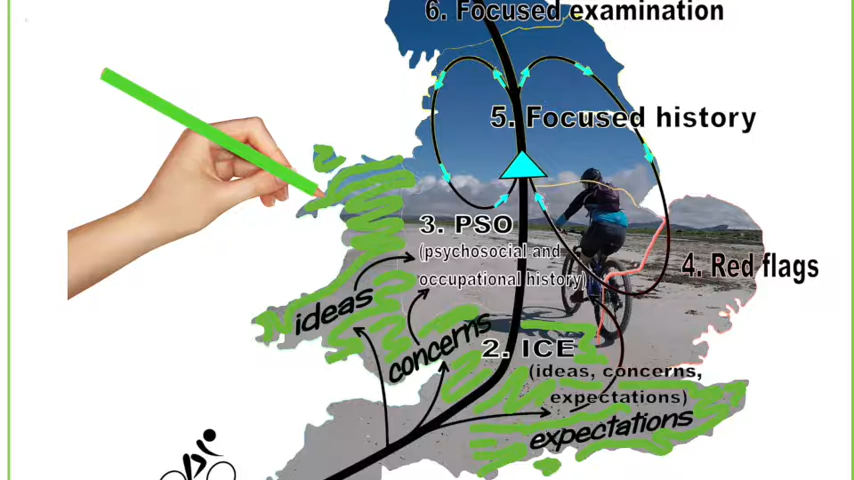 6. Focused examination
5. Focused history
3. PSO
(psychosocial and
occupational history)
4. Red flags
ideas
concerns
2. ICE
(ideas, concerns,
expectations)
expectations